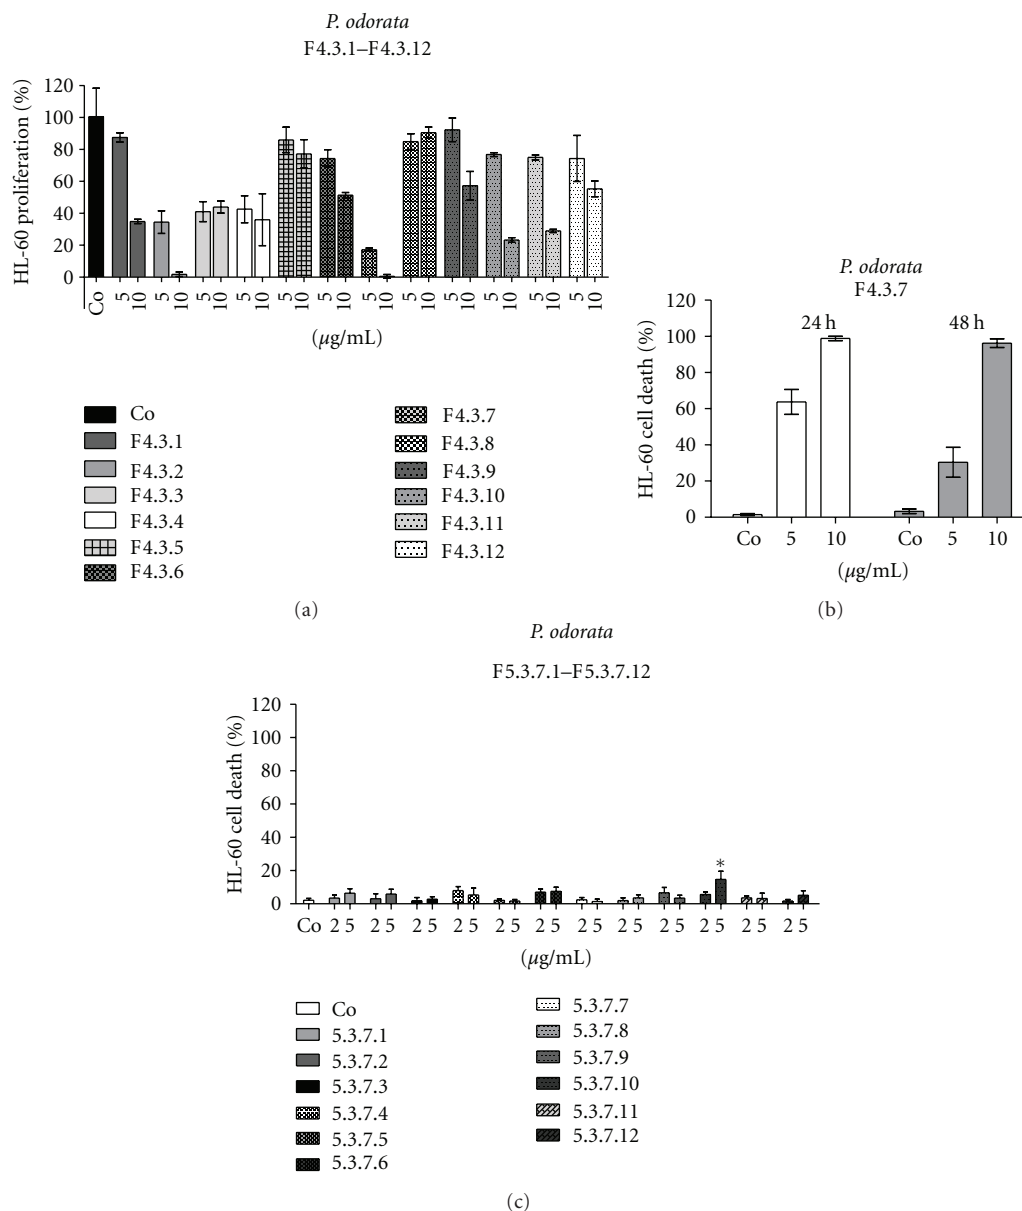 P. odorata
F4.3.1–F4.3.12
HL-60 proliferation (%)
120
100
80
60
40
20
0
Co 5 10 5 10 5 10 5 10 5 10 5 10 5 10 5 10 5 10 5 10 5 10 5 10
(µg/mL)
Co
F4.3.1
F4.3.2
F4.3.3
F4.3.4
F4.3.5
F4.3.6
F4.3.7
F4.3.8
F4.3.9
F4.3.10
F4.3.11
F4.3.12
(a)
P. odorata
F4.3.7
HL-60 cell death (%)
120
100
80
60
40
20
0
24 h 48 h
Co 5 10 Co 5 10
(µg/mL)
(b)
P. odorata
F5.3.7.1–F5.3.7.12
HL-60 cell death (%)
120
100
80
60
40
20
0
*
Co 2 5 2 5 2 5 2 5 2 5 2 5 2 5 2 5 2 5 2 5 2 5 2 5
(µg/mL)
Co
5.3.7.1
5.3.7.2
5.3.7.3
5.3.7.4
5.3.7.5
5.3.7.6
5.3.7.7
5.3.7.8
5.3.7.9
5.3.7.10
5.3.7.11
5.3.7.12
(c)